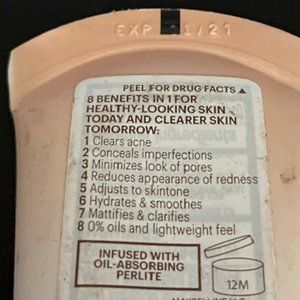 EXP 1/21
PEEL FOR DRUG FACTS ▲
8 BENEFITS IN 1 FOR
HEALTHY-LOOKING SKIN
TODAY AND CLEARER SKIN
TOMORROW:
1 Clears acne
2 Conceals imperfections
3 Minimizes look of pores
4 Reduces appearance of redness
5 Adjusts to skintone
6 Hydrates & smoothes
7 Mattifies & clarifies
8 0% oils and lightweight feel
INFUSED WITH
OIL-ABSORBING
PERLITE
12M